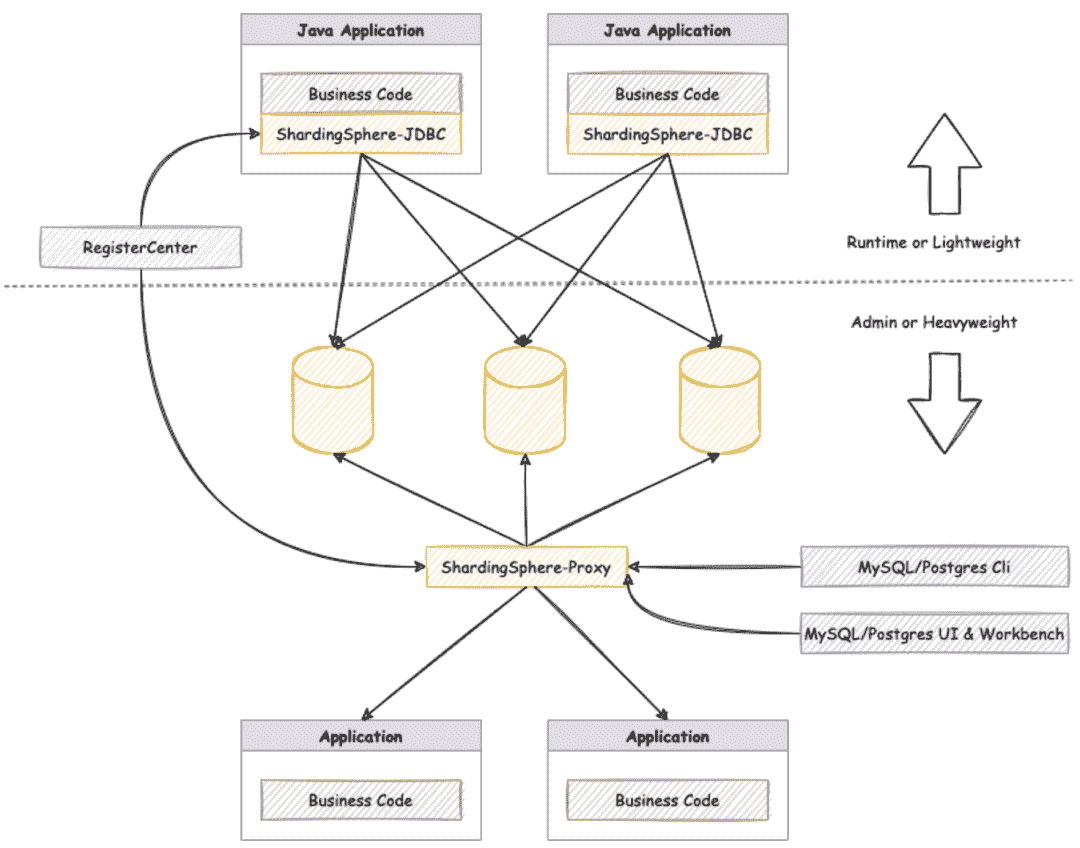 Java Application
Java Application
Business Code
Business Code
ShardingSphere-JDBC
ShardingSphere-JDBC
RegisterCenter
Runtime or Lightweight
Admin or Heavyweight
ShardingSphere-Proxy
MySQL/Postgres Cli
MySQL/Postgres UI & Workbench
Application
Application
Business Code
Business Code